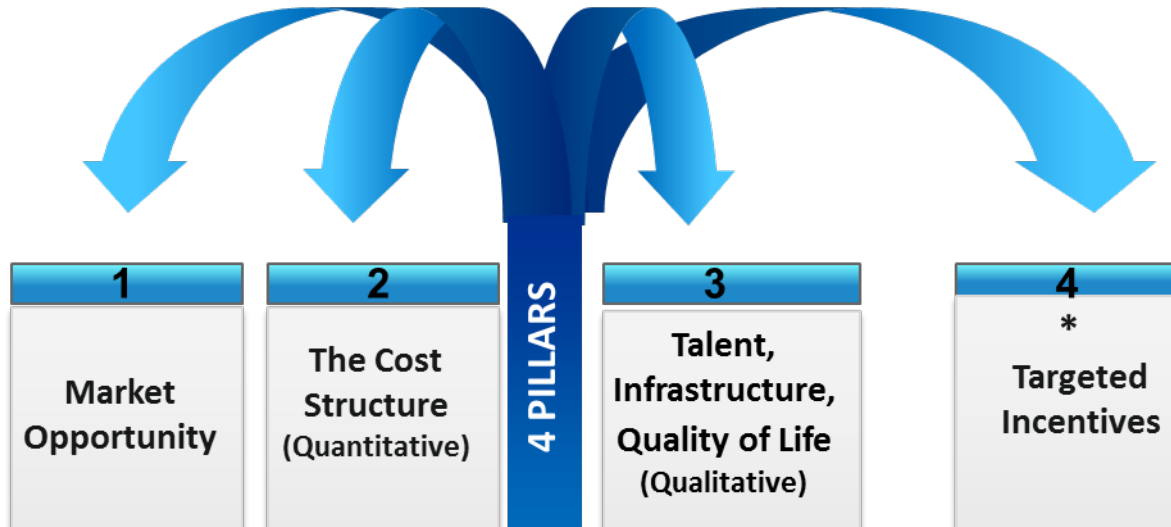 1
Market
Opportunity
2
The Cost
Structure
(Quantitative)
4 PILLARS
3
Talent,
Infrastructure,
Quality of Life
(Qualitative)
4
*
Targeted
Incentives